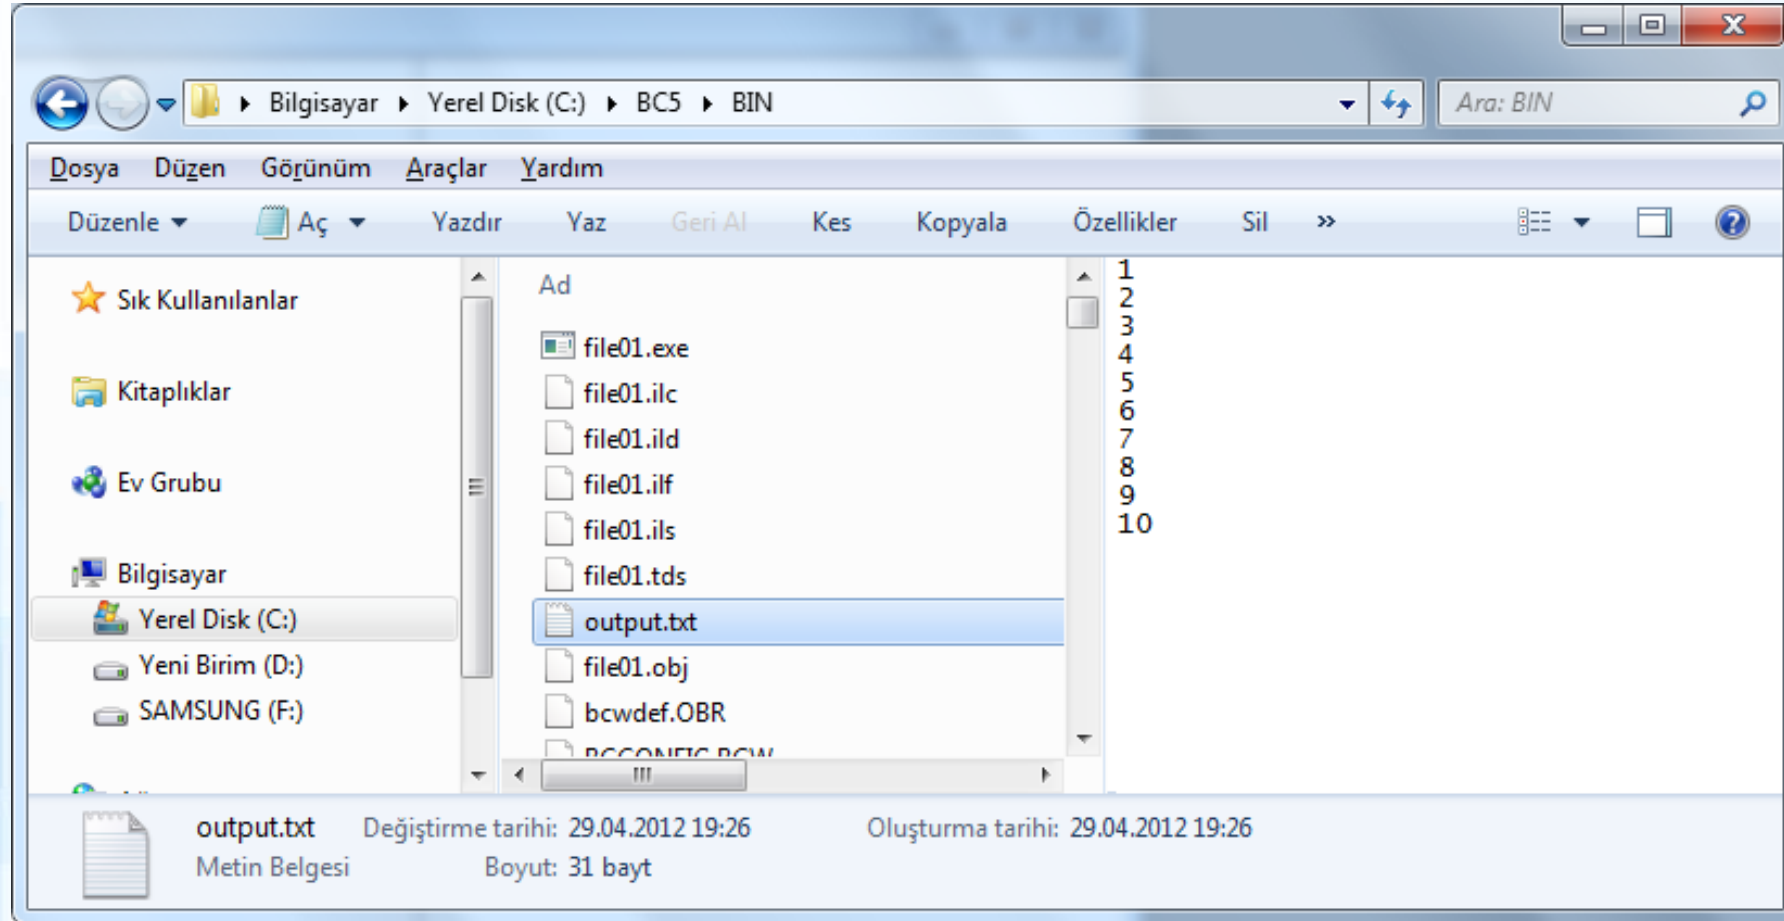 Bilgisayar Yerel Disk (C:) BC5 BIN
Ara: BIN
Dosya Düzen Görünüm Araçlar Yardım
Düzenle Aç Yazdır Yaz Geri Al Kes Kopyala Özellikler Sil »
Sık Kullanılanlar
Kitaplıklar
Ev Grubu
Bilgisayar
Yerel Disk (C:)
Yeni Birim (D:)
SAMSUNG (F:)
Ad
file01.exe
file01.ilc
file01.ild
file01.ilf
file01.ils
file01.tds
output.txt
file01.obj
bcwdef.OBR
BCCONFIG.BCW
1
2
3
4
5
6
7
8
9
10
output.txt Değiştirme tarihi: 29.04.2012 19:26 Oluşturma tarihi: 29.04.2012 19:26
Metin Belgesi Boyut: 31 bayt